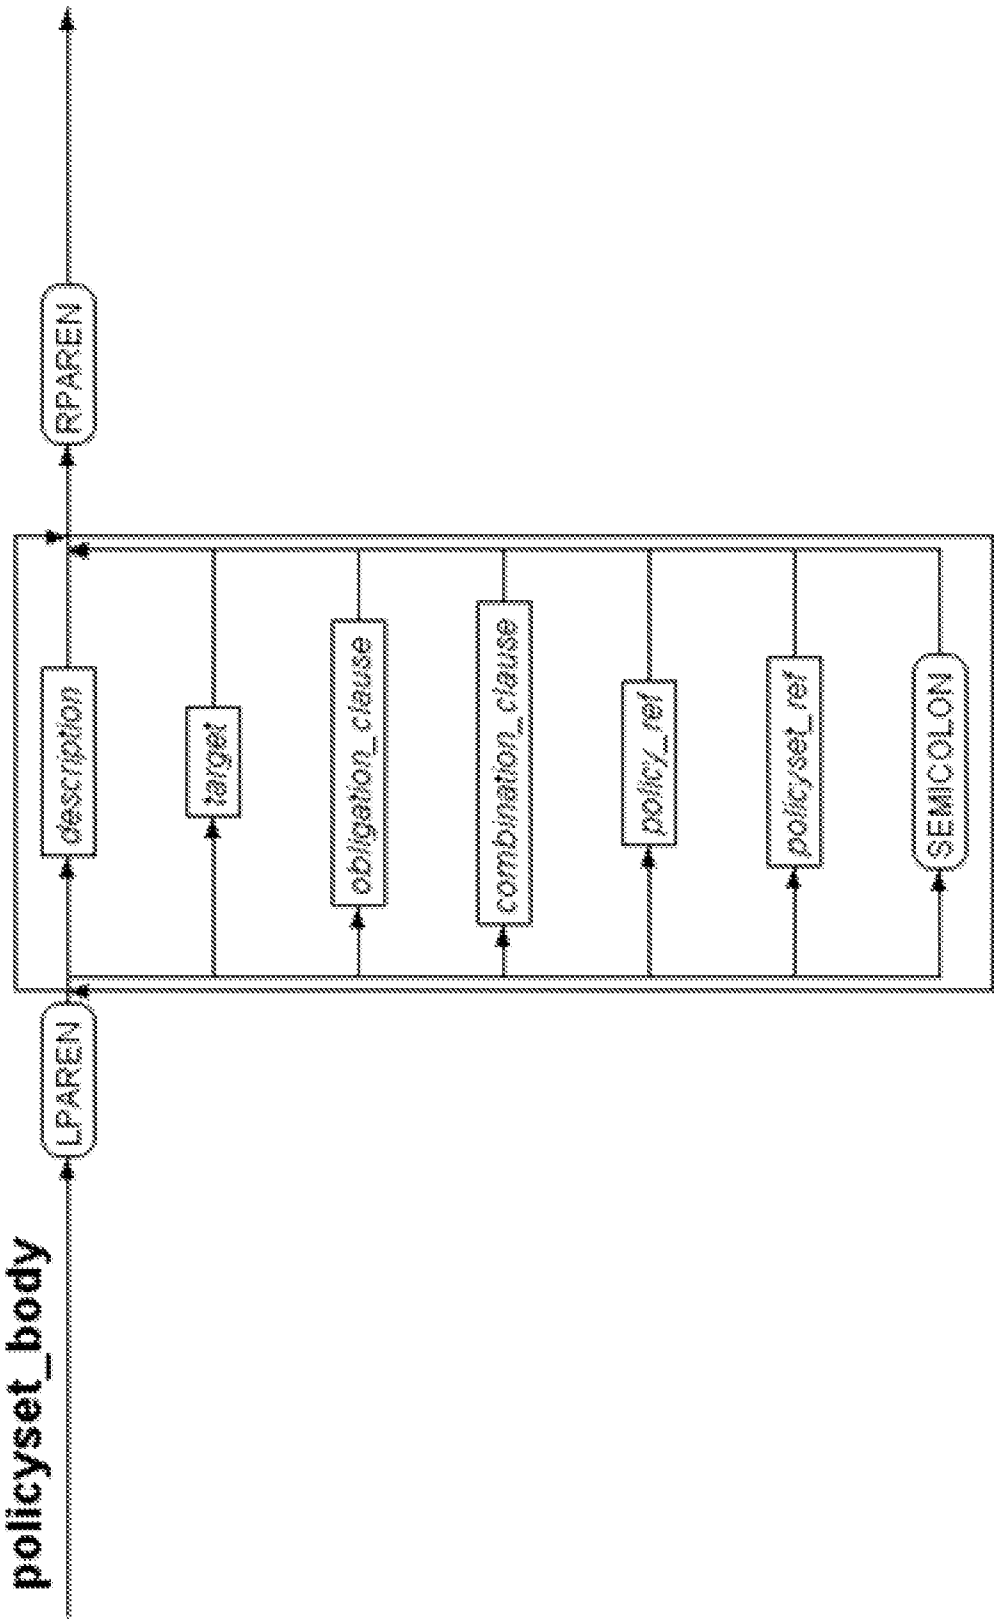 policyset_body
LPAREN
description
RPAREN
target
obligation_clause
combination_clause
policy_ref
policyset_ref
SEMICOLON